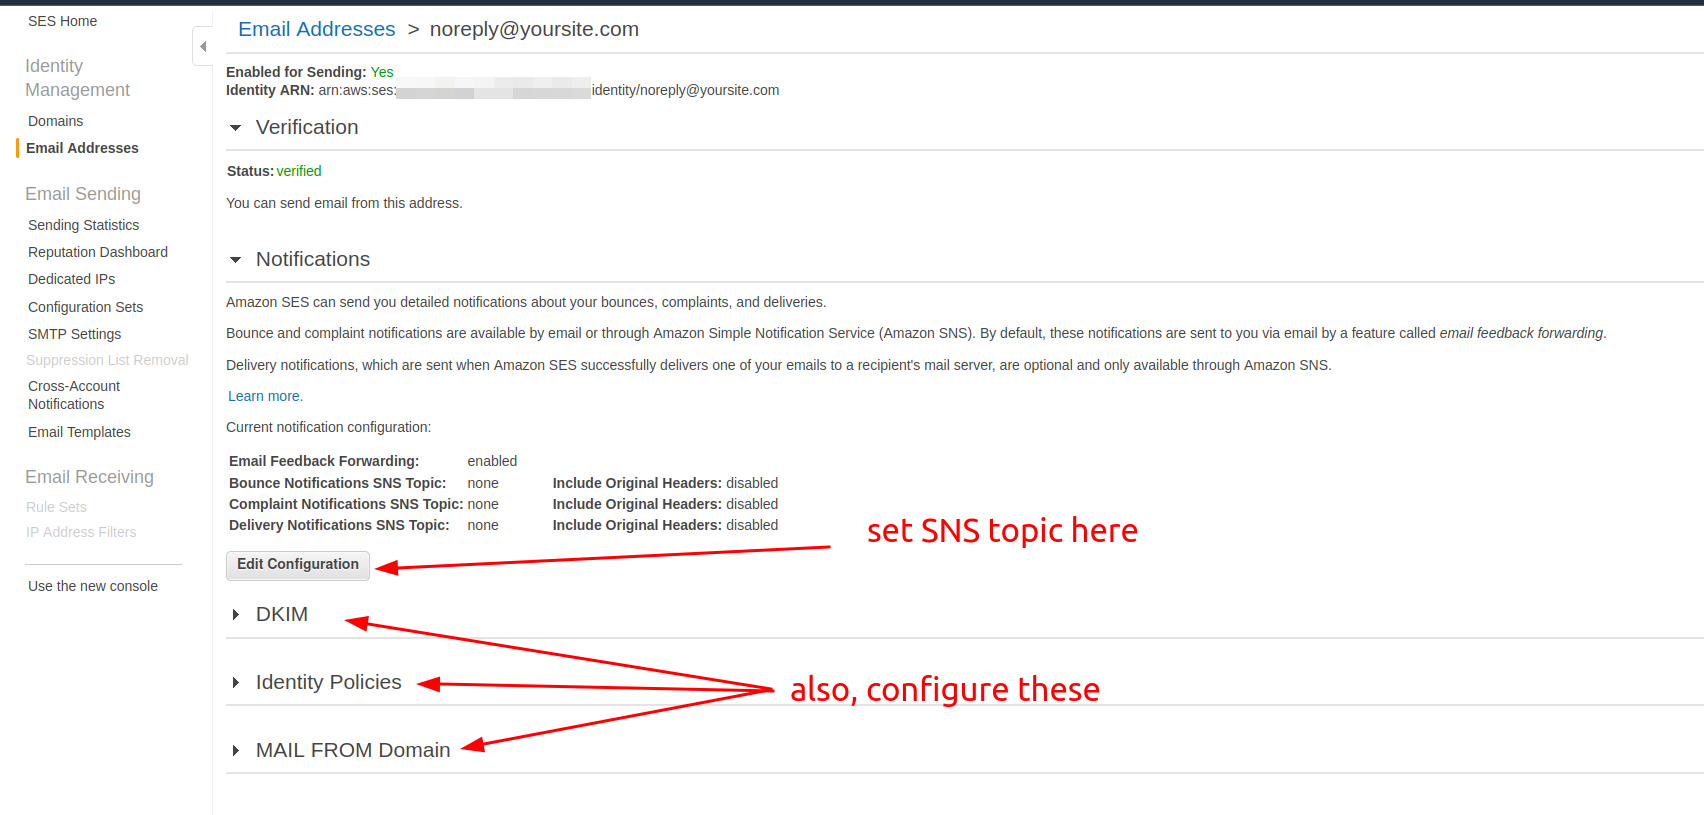 SES Home
Identity
Management
Domains
Email Addresses
Email Sending
Sending Statistics
Reputation Dashboard
Dedicated IPs
Configuration Sets
SMTP Settings
Suppression List Removal
Cross-Account
Notifications
Email Templates
Email Receiving
Rule Sets
IP Address Filters
Use the new console
Email Addresses > noreply@yoursite.com
Enabled for Sending: Yes
Identity ARN: arn:aws:ses: identity/noreply@yoursite.com
Verification
Status: verified
You can send email from this address.
Notifications
Amazon SES can send you detailed notifications about your bounces, complaints, and deliveries.
Bounce and complaint notifications are available by email or through Amazon Simple Notification Service (Amazon SNS). By default, these notifications are sent to you via email by a feature called email feedback forwarding.
Delivery notifications, which are sent when Amazon SES successfully delivers one of your emails to a recipient's mail server, are optional and only available through Amazon SNS.
Learn more.
Current notification configuration:
Email Feedback Forwarding: enabled
Bounce Notifications SNS Topic: none Include Original Headers: disabled
Complaint Notifications SNS Topic: none Include Original Headers: disabled
Delivery Notifications SNS Topic: none Include Original Headers: disabled
set SNS topic here
Edit Configuration
DKIM
Identity Policies
also, configure these
MAIL FROM Domain